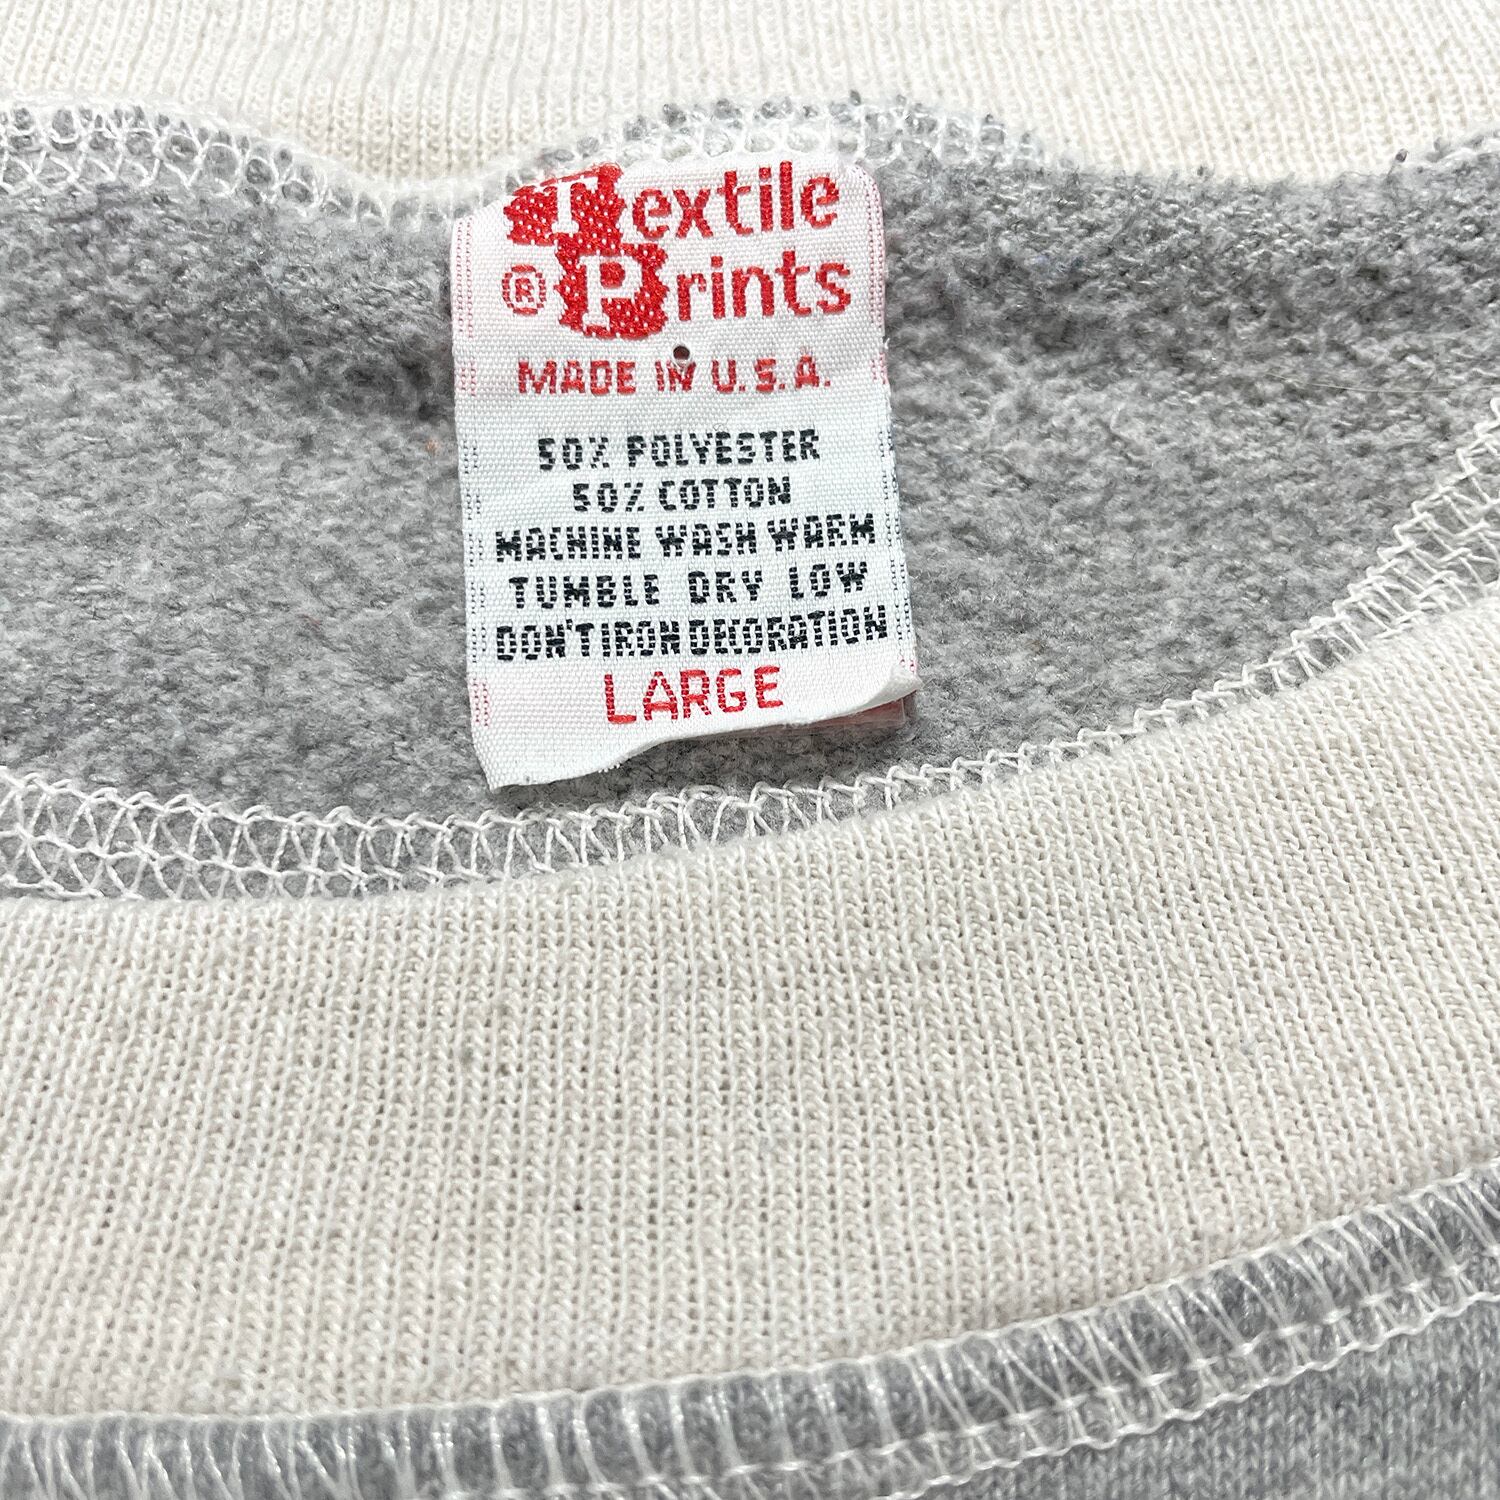 Textile
® Prints
MADE IN U.S.A.
50% POLYESTER
50% COTTON
MACHINE WASH WARM
TUMBLE DRY LOW
DON'T IRON DECORATION
LARGE